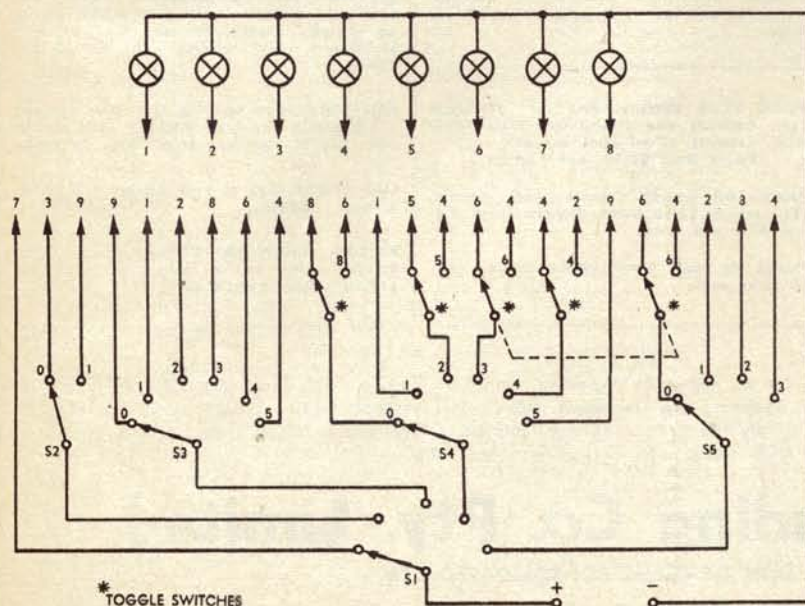 1 2 3 4 5 6 7 8
7 3 9 9 1 2 8 6 4 8 6 1 5 4 6 4 4 2 9 6 4 2 3 4
8 5 6 4 6
* * * * *
0 1 2 3 2 3 0 1 2
1 4 1 4 3
0 5 0 5
S2 S3 S4 S5
S1
+ −
*TOGGLE SWITCHES